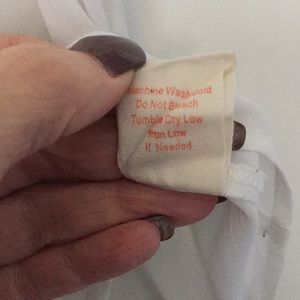 Machine Wash Cold
Do Not Bleach
Tumble Dry Low
Iron Low
If Needed